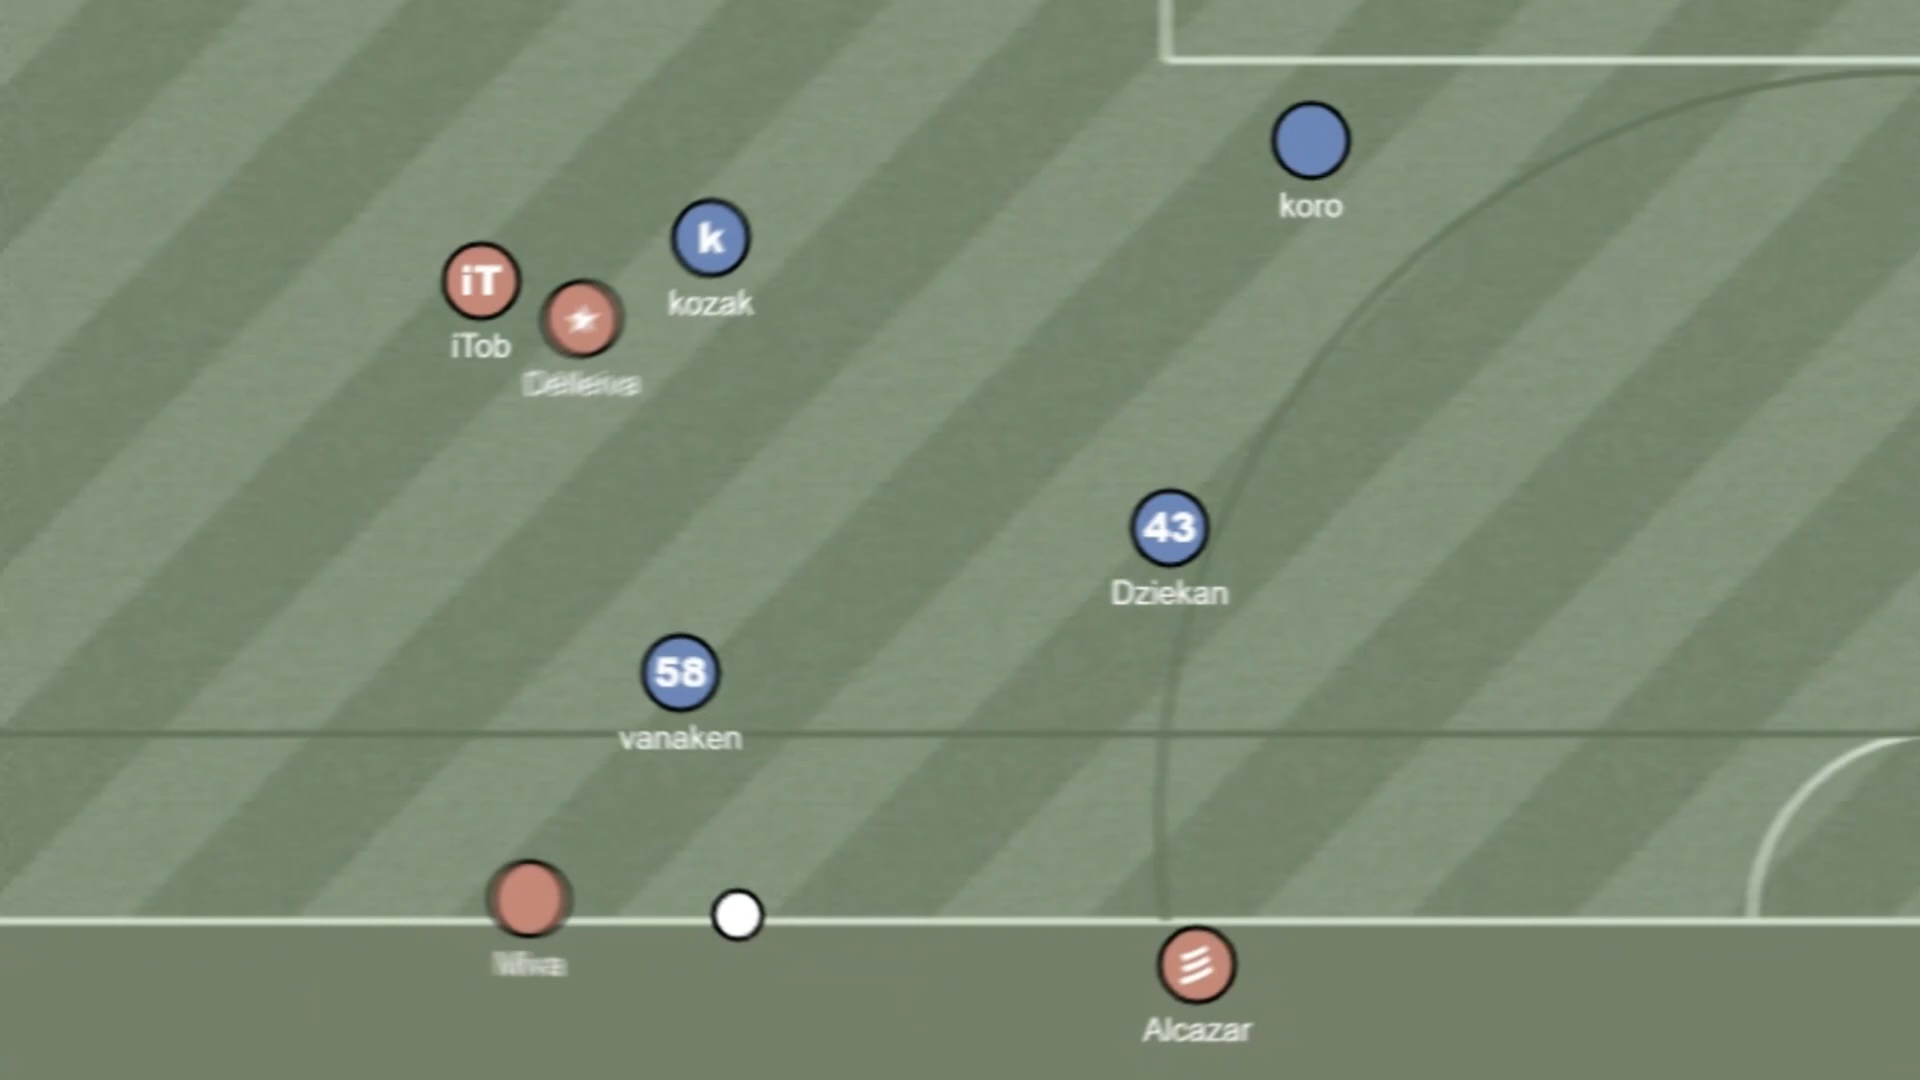 koro
k
kozak
iT
iTob
43
Dziekan
58
vanaken
Alcazar